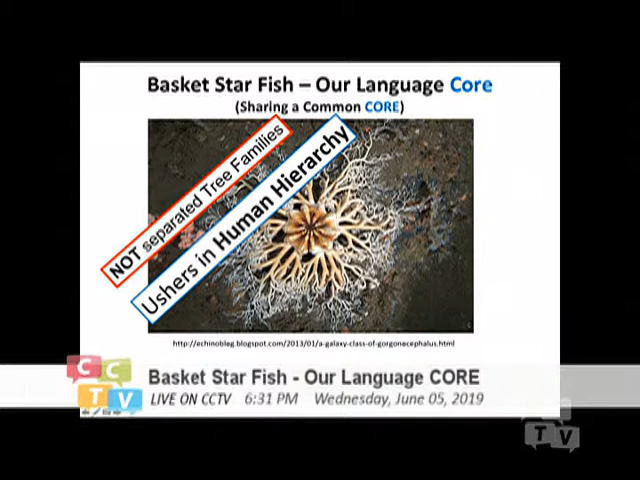 Basket Star Fish – Our Language Core
(Sharing a Common CORE)
NOT separated Tree Families
Ushers in Human Hierarchy
http://echinoblog.blogspot.com/2013/01/a-galaxy-class-of-gorgonocephalus.html
C C
T V
Basket Star Fish - Our Language CORE
LIVE ON CCTV 6:31 PM Wednesday, June 05, 2019
T V